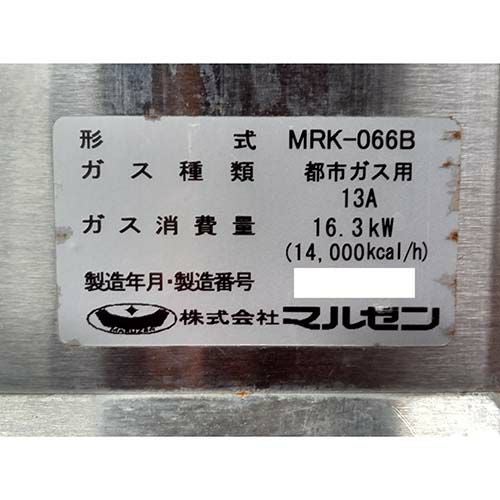 形式 MRK-066B
ガス種類 都市ガス用
13A
ガス消費量 16.3kW
(14,000kcal/h)
製造年月・製造番号
MARUZEN 株式会社マルゼン